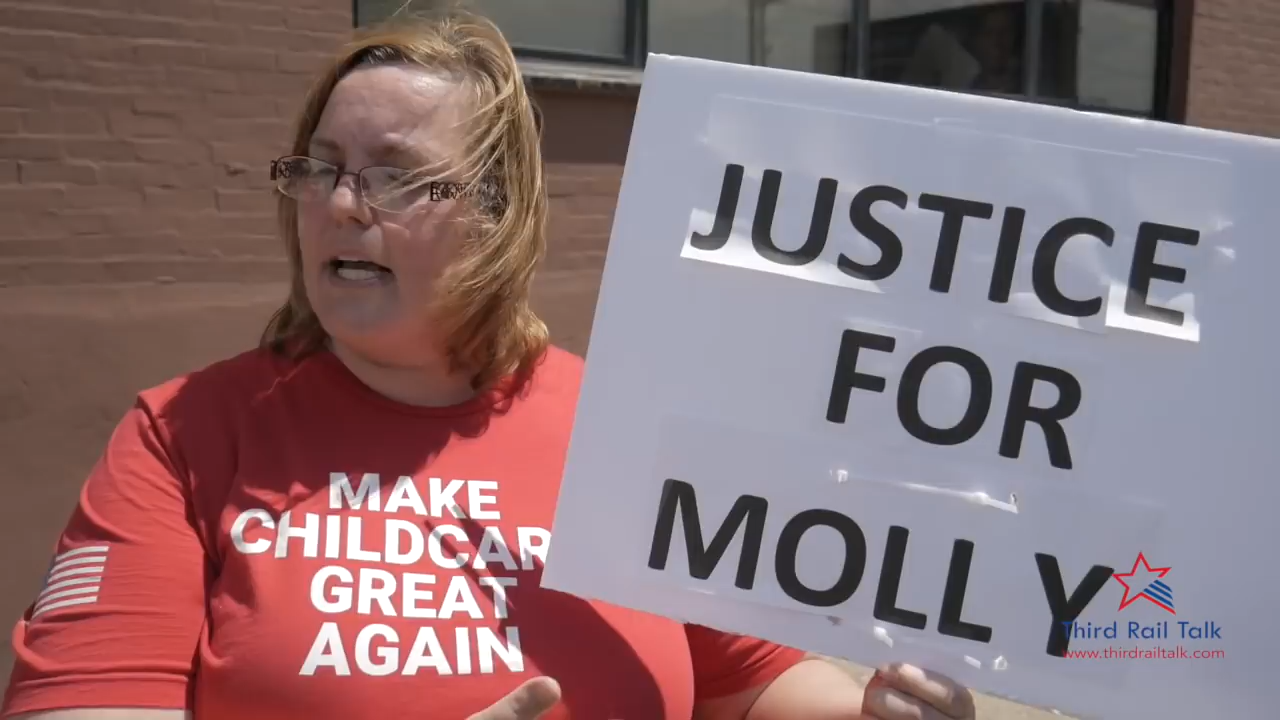 JUSTICE
FOR
MOLLY
MAKE
CHILDCAR
GREAT
AGAIN
Third Rail Talk
www.thirdrailtalk.com